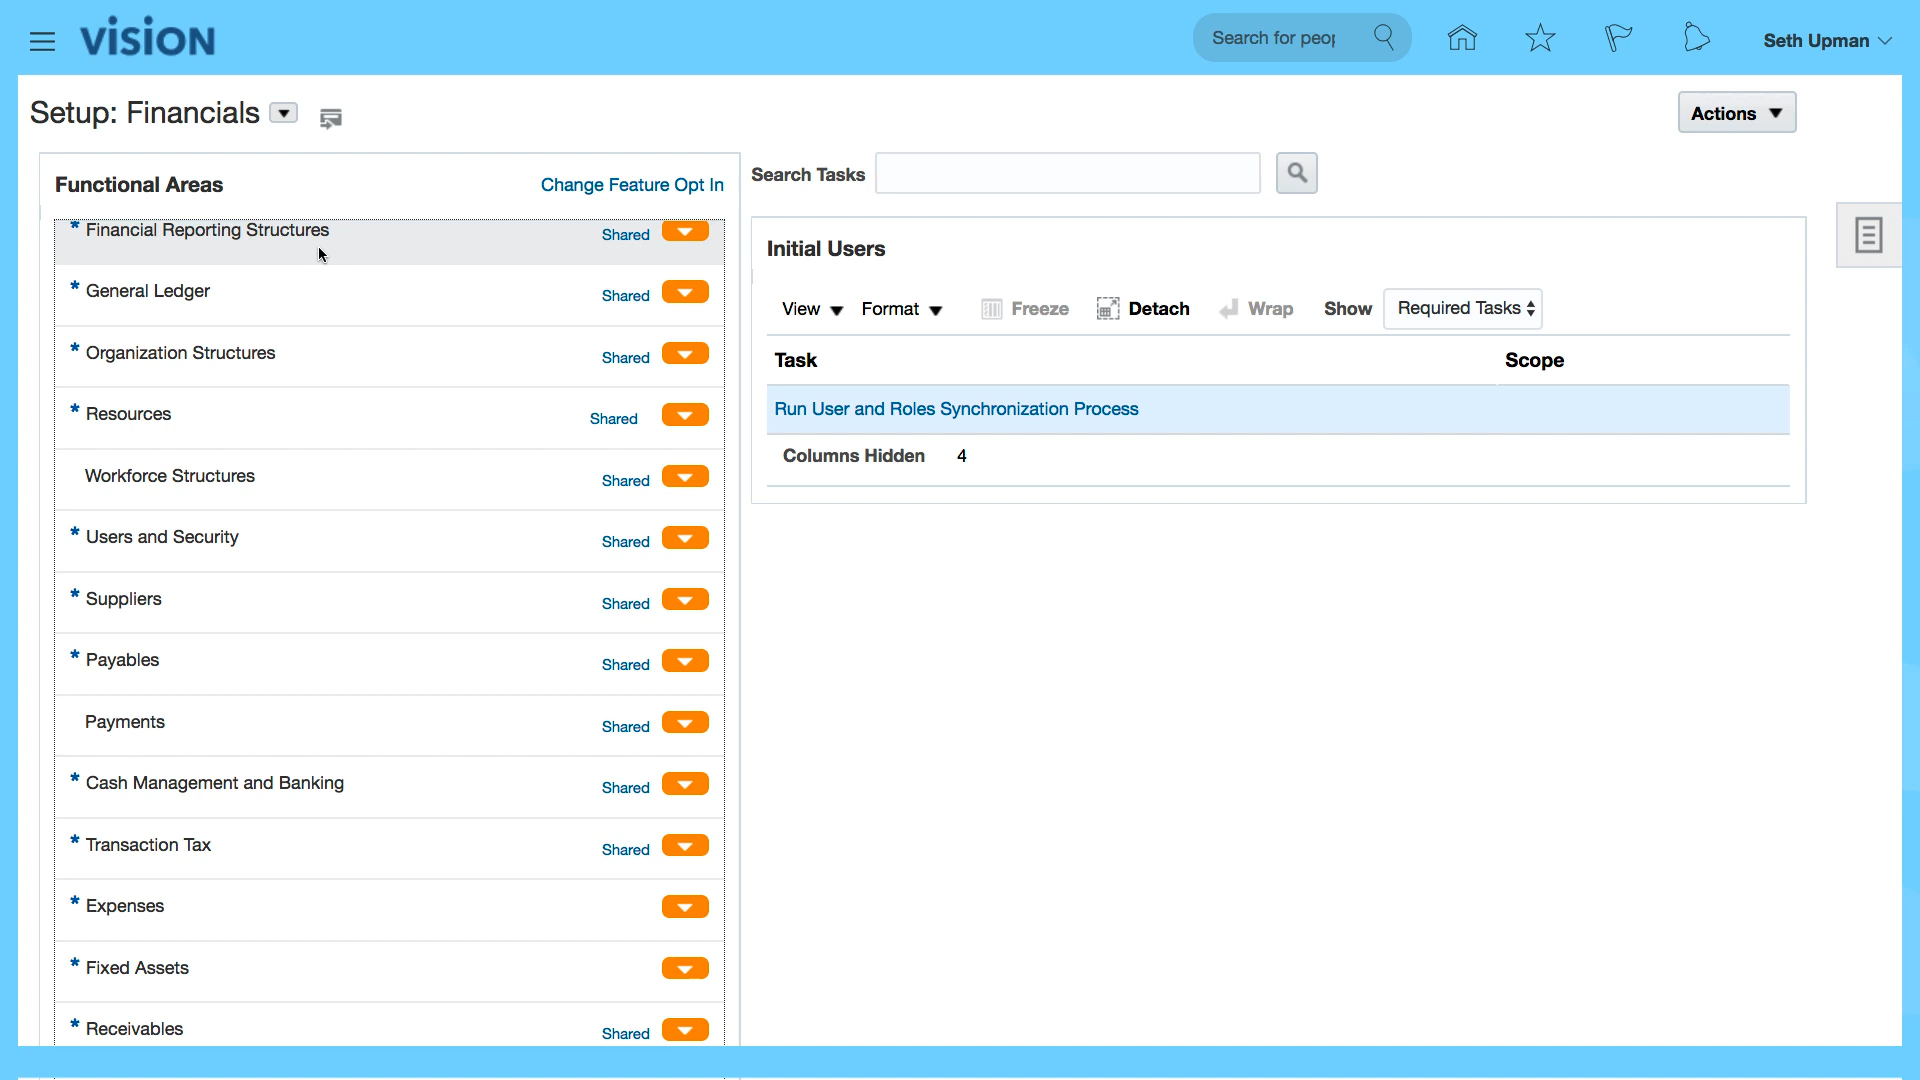 VISION
Search for peop
Seth Upman
Setup: Financials
Actions
Functional Areas
Change Feature Opt In
* Financial Reporting Structures Shared
* General Ledger Shared
* Organization Structures Shared
* Resources Shared
Workforce Structures Shared
* Users and Security Shared
* Suppliers Shared
* Payables Shared
Payments Shared
* Cash Management and Banking Shared
* Transaction Tax Shared
* Expenses
* Fixed Assets
* Receivables Shared
Search Tasks
Initial Users
View Format Freeze Detach Wrap Show Required Tasks
Task Scope
Run User and Roles Synchronization Process
Columns Hidden 4